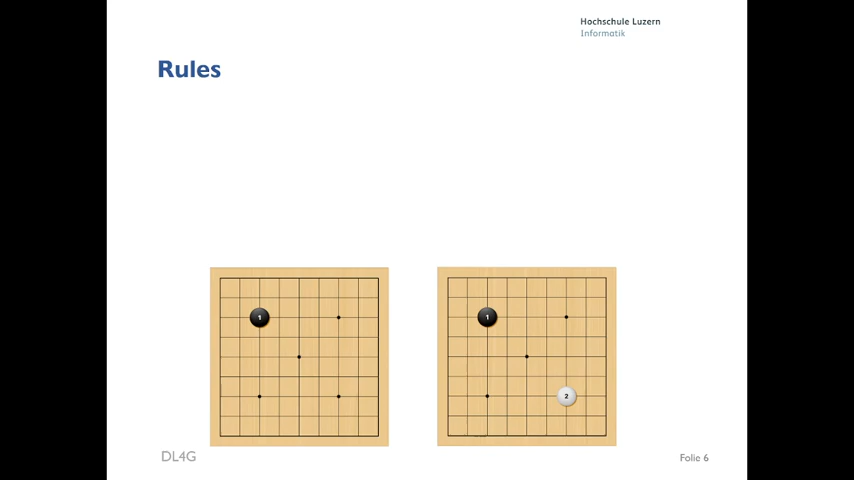 Hochschule Luzern
Informatik
Rules
1
1
2
DL4G
Folie 6